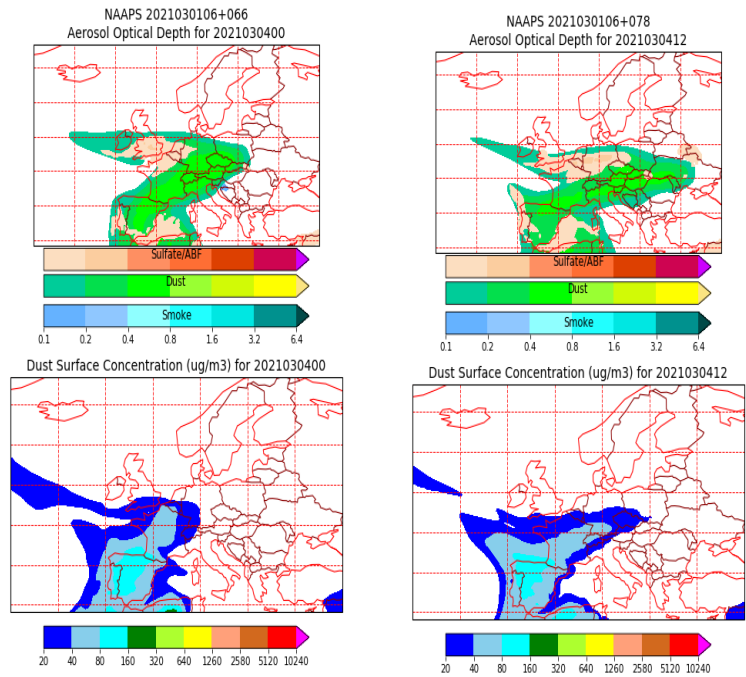 NAAPS 2021030106+066
Aerosol Optical Depth for 2021030400
Sulfate/ABF
Dust
Smoke
0.1 0.2 0.4 0.8 1.6 3.2 6.4
NAAPS 2021030106+078
Aerosol Optical Depth for 2021030412
Sulfate/ABF
Dust
Smoke
0.1 0.2 0.4 0.8 1.6 3.2 6.4
Dust Surface Concentration (ug/m3) for 2021030400
20 40 80 160 320 640 1260 2580 5120 10240
Dust Surface Concentration (ug/m3) for 2021030412
20 40 80 160 320 640 1260 2580 5120 10240